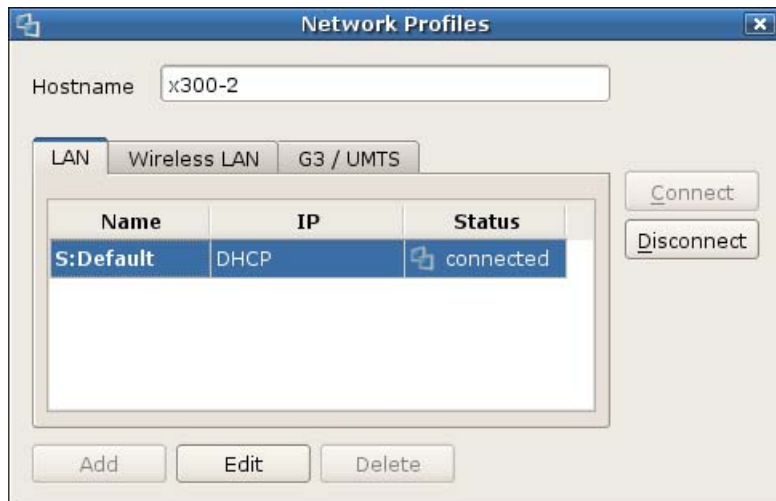 Network Profiles
Hostname x300-2
LAN Wireless LAN G3 / UMTS
Connect
Name IP Status
Disconnect
S:Default DHCP connected
Add Edit Delete